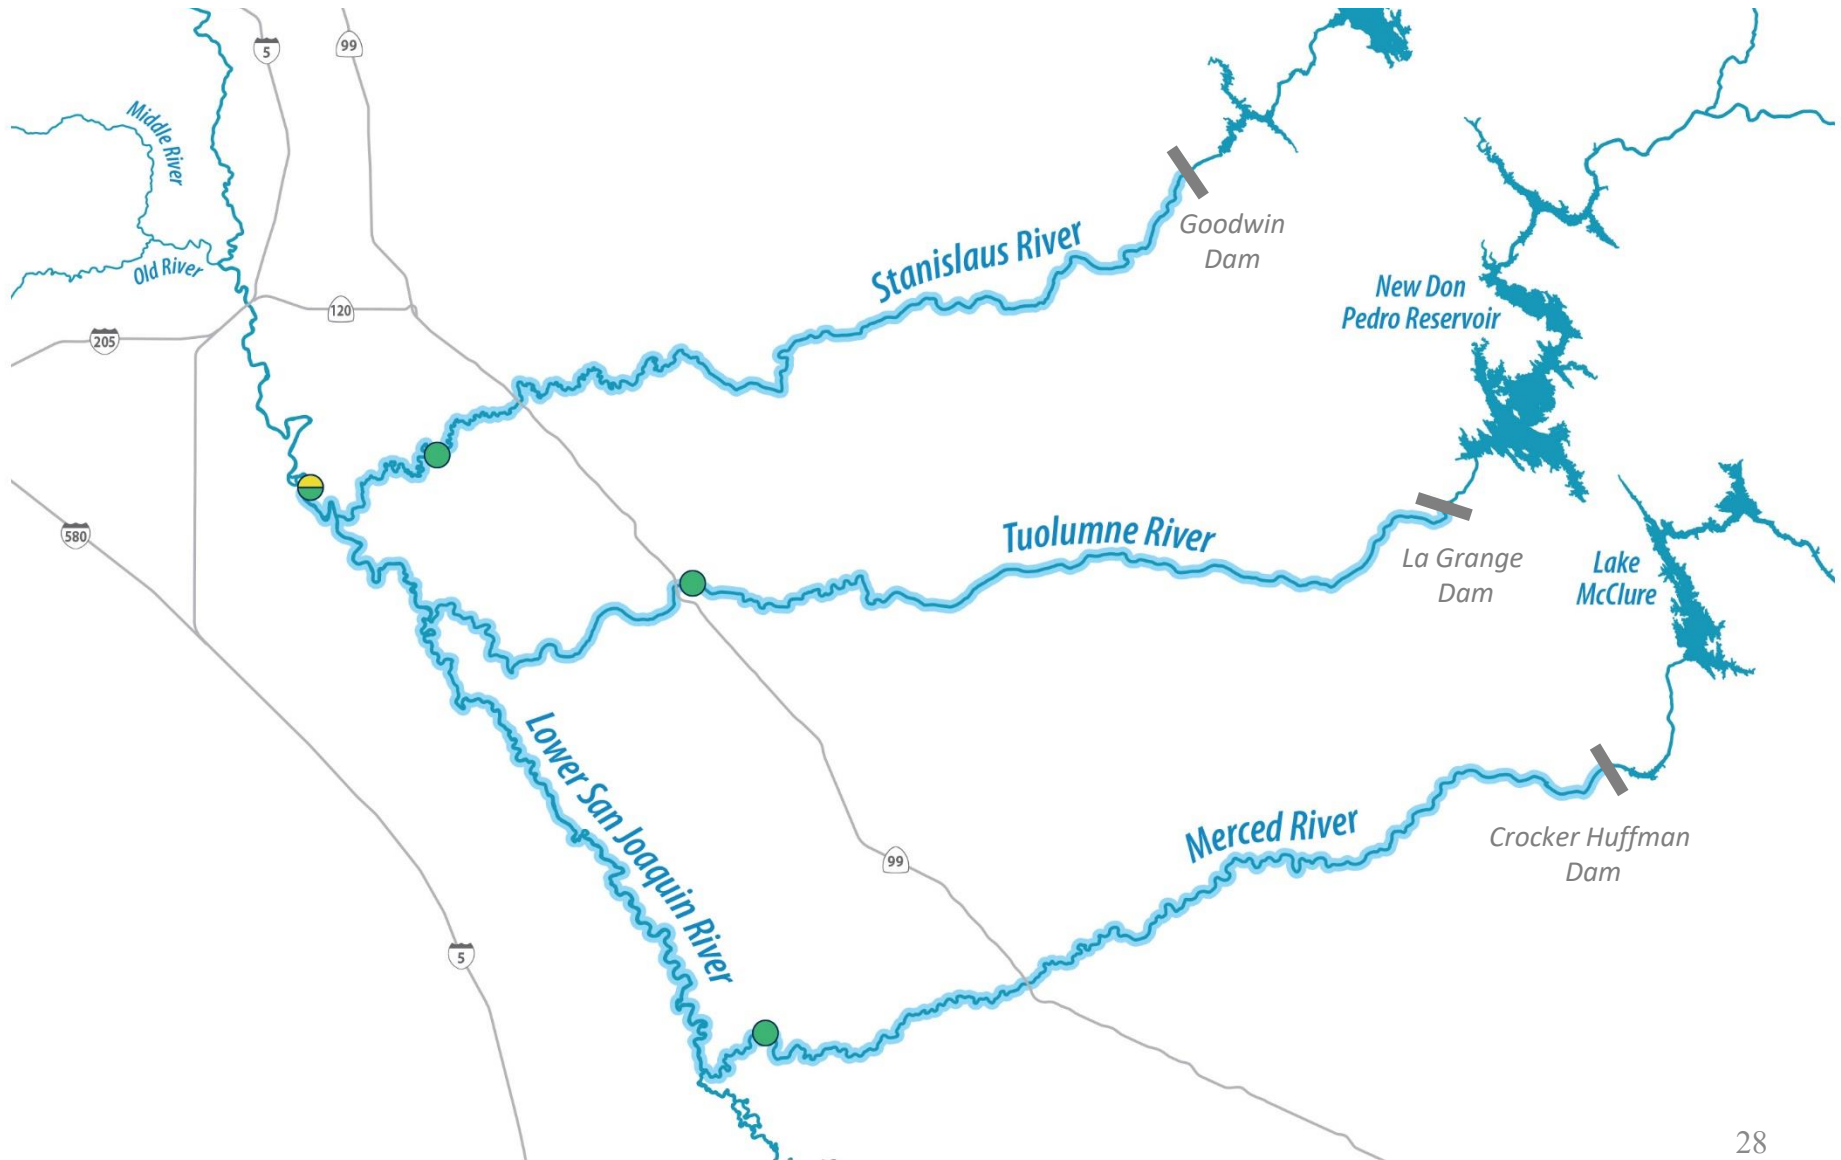 5
99
Middle
River
Old River
120
205
580
Stanislaus River
Goodwin
Dam
New Don
Pedro Reservoir
Tuolumne River
La Grange
Dam
Lake
McClure
Lower San Joaquin River
Merced River
Crocker Huffman
Dam
99
5
28